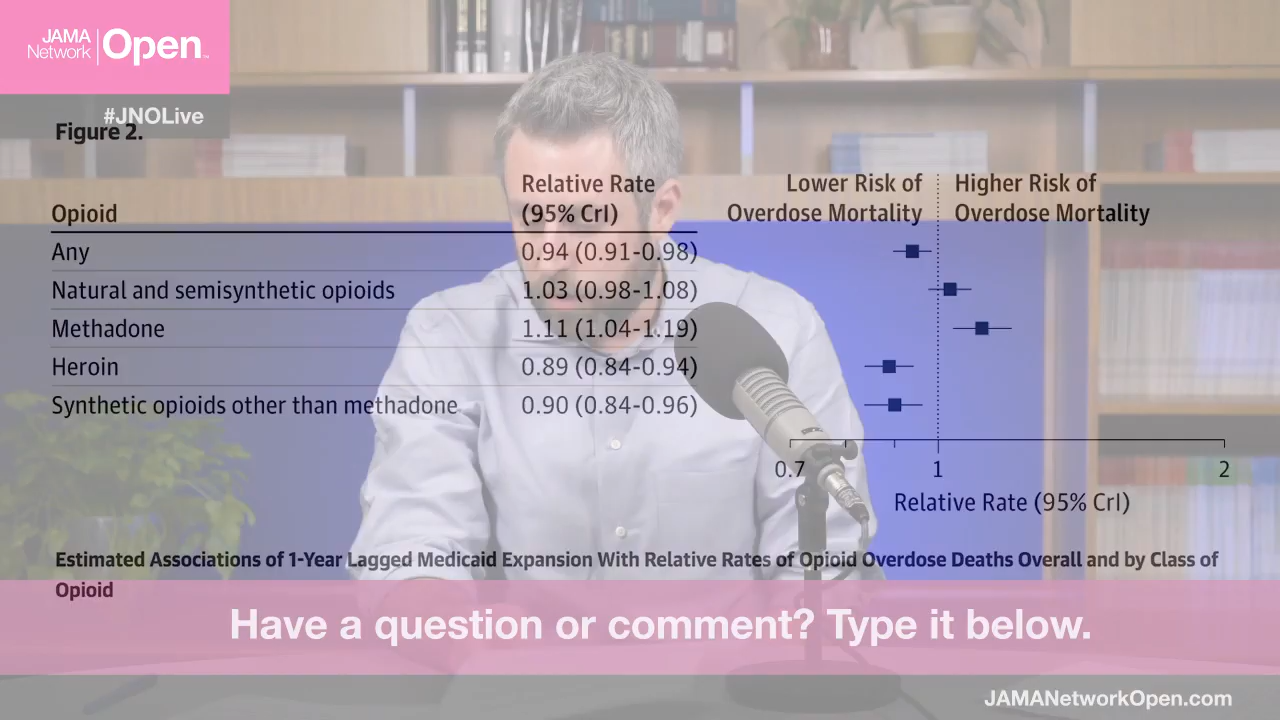 JAMA
Network
Open™
#JNOLive
Figure 2.
Opioid
Relative Rate
(95% CrI)
Lower Risk of
Overdose Mortality
Higher Risk of
Overdose Mortality
Any 0.94 (0.91-0.98)
Natural and semisynthetic opioids 1.03 (0.98-1.08)
Methadone 1.11 (1.04-1.19)
Heroin 0.89 (0.84-0.94)
Synthetic opioids other than methadone 0.90 (0.84-0.96)
0.7 1 2
Relative Rate (95% CrI)
Estimated Associations of 1-Year Lagged Medicaid Expansion With Relative Rates of Opioid Overdose Deaths Overall and by Class of
Opioid
Have a question or comment? Type it below.
JAMANetworkOpen.com